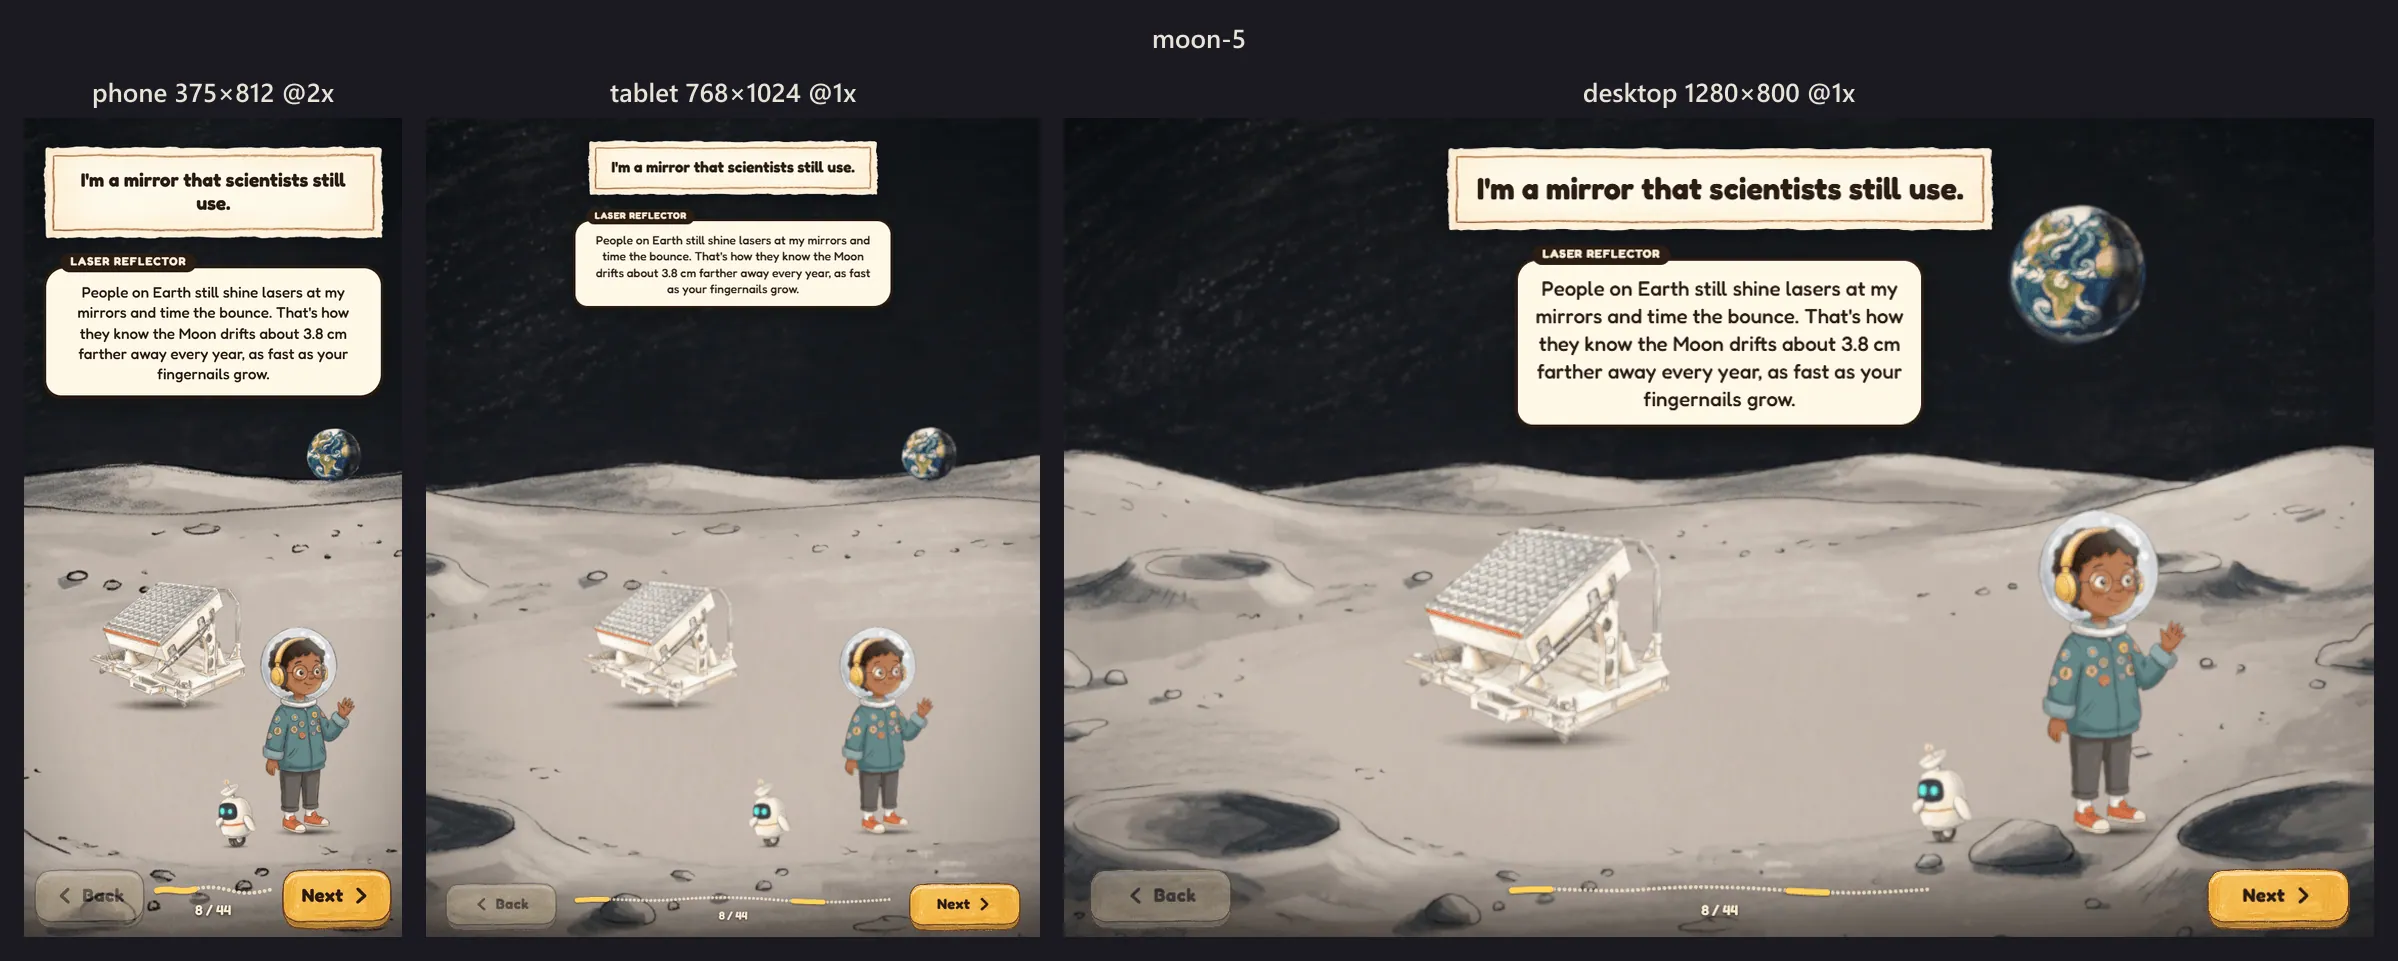 moon-5
phone 375×812 @2x
I'm a mirror that scientists still
use.
LASER REFLECTOR
People on Earth still shine lasers at my
mirrors and time the bounce. That's how
they know the Moon drifts about 3.8 cm
farther away every year, as fast as your
fingernails grow.
Back
8 / 44
Next
tablet 768×1024 @1x
I'm a mirror that scientists still use.
LASER REFLECTOR
People on Earth still shine lasers at my mirrors and
time the bounce. That's how they know the Moon
drifts about 3.8 cm farther away every year, as fast
as your fingernails grow.
Back
8 / 44
Next
desktop 1280×800 @1x
I'm a mirror that scientists still use.
LASER REFLECTOR
People on Earth still shine lasers at my
mirrors and time the bounce. That's how
they know the Moon drifts about 3.8 cm
farther away every year, as fast as your
fingernails grow.
Back
8 / 44
Next